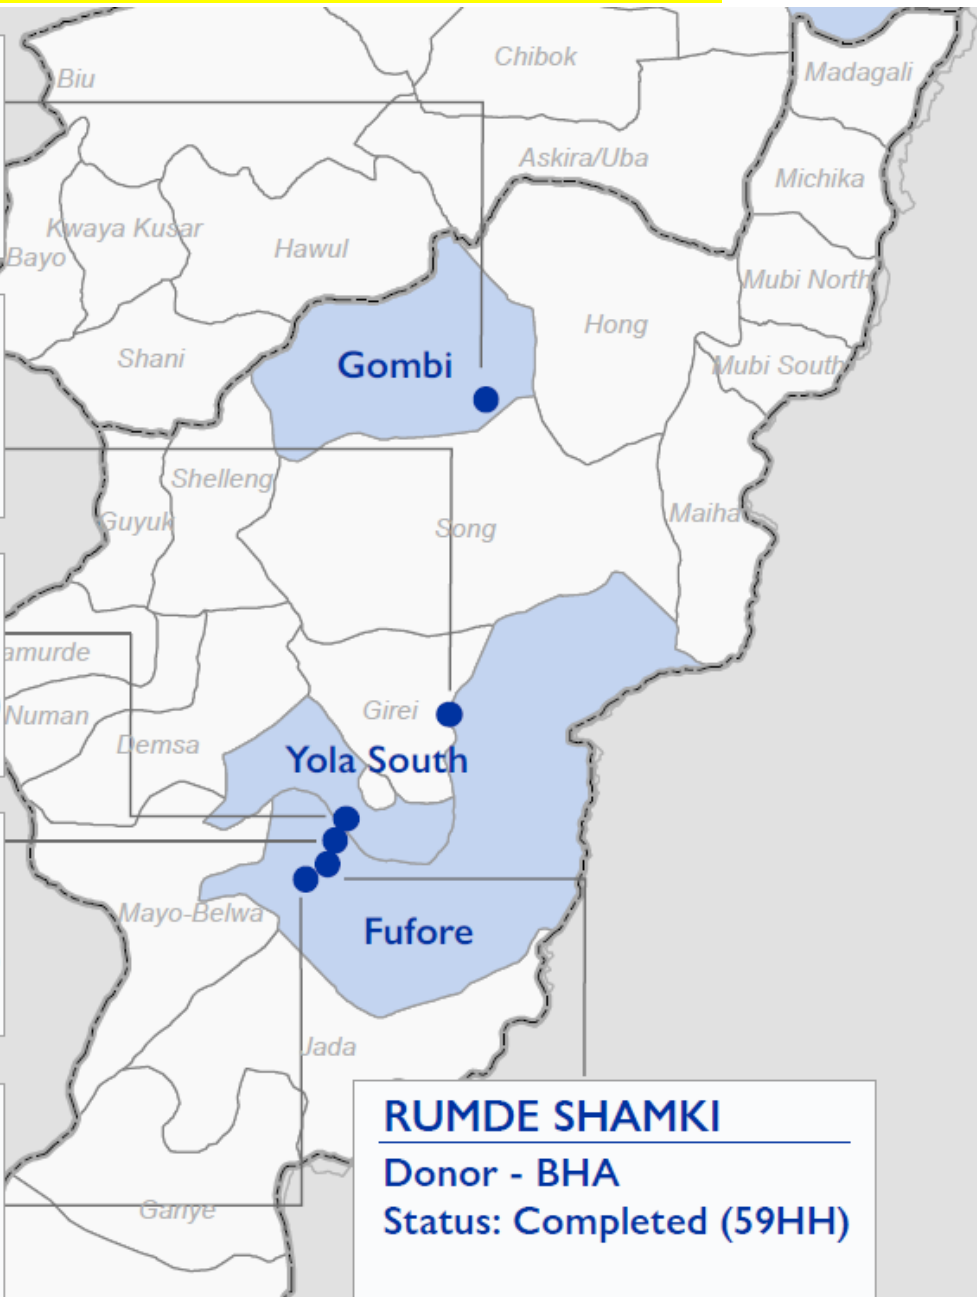 Chibok
Madagali
Biu
Askira/Uba
Michika
Kwaya Kusar
Hawul
Bayo
Mubi North
Hong
Shani
Gombi
Mubi South
Shelleng
Guyuk
Song
Maiha
amurde
Numan
Girei
Demsa
Yola South
Mayo-Belwa
Fufore
Jada
RUMDE SHAMKI
Donor - BHA
Status: Completed (59HH)